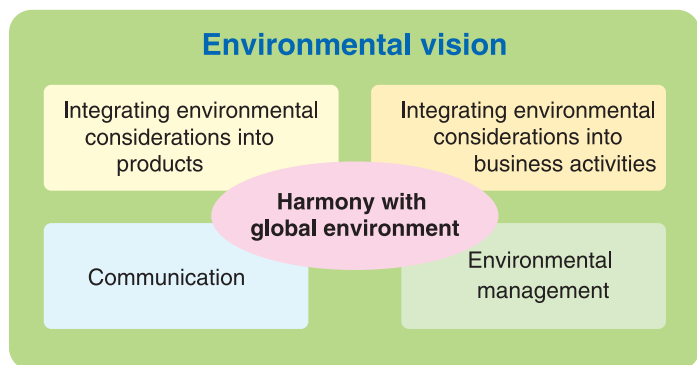 Environmental vision
Integrating environmental
considerations into
products
Integrating environmental
considerations into
business activities
Harmony with
global environment
Communication
Environmental
management